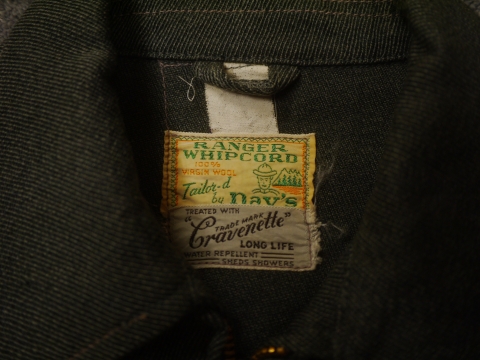 RANGER
WHIPCORD
100%
VIRGIN WOOL
Tailor-d
by Day's
TREATED WITH
TRADE MARK
"Cravenette"
LONG LIFE
WATER REPELLENT
SHEDS SHOWERS